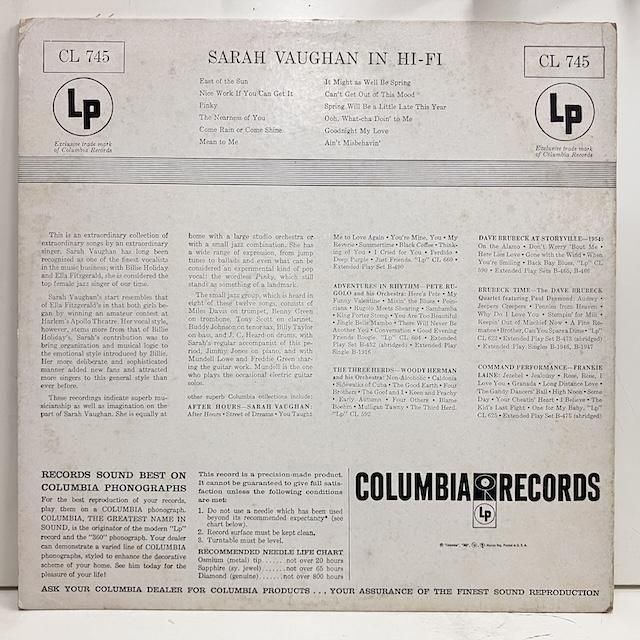 CL 745
SARAH VAUGHAN IN HI-FI
CL 745
Lp
Exclusive trade mark
of Columbia Records
East of the Sun
Nice Work If You Can Get It
Pinky
The Nearness of You
Come Rain or Come Shine
Mean to Me
It Might as Well Be Spring
Can't Get Out of This Mood
Spring Will be a Little Late This Year
Ooh, What-cha Doin' to Me
Goodnight My Love
Ain't Misbehavin'
Lp
Exclusive trade mark
of Columbia Records
This is an extraordinary collection of
extraordinary songs by an extraordinary
singer. Sarah Vaughan has long been
recognized as one of the finest vocalists in
the music business; with Billie Holiday
and Ella Fitzgerald, she is considered the
top female jazz singer of our time.
Sarah Vaughan's start resembles that
of Ella Fitzgerald's in that both girls be-
gan by winning an amateur contest at
Harlem's Apollo Theatre. Her vocal style,
however, stems more from that of Billie
Holiday's. Sarah's contribution was to
bring organization and musical logic to
the emotional style introduced by Billie.
Her more deliberate and sophisticated
manner added new fans and attracted
more singers to this general style than
ever before.
These recordings indicate superb mu-
sicianship as well as imagination on the
part of Sarah Vaughan. She is equally at
home with a large studio orchestra or
with a small jazz combination. She has
a wide range of expression, from jump
tunes to ballads and even what can be
considered an experimental kind of pop
vocal: the wordless Pinky, which still
stands as something of a landmark.
The small jazz group, which is heard in
eight of these twelve songs, consists of
Miles Davis on trumpet, Benny Green
on trombone, Tony Scott on clarinet,
Budd Johnson on tenor sax, Billy Taylor
on bass, and J. C. Heard on drums, with
Sarah's regular accompanist of this pe-
riod, Jimmy Jones on piano, and with
Mundell Lowe and Freddie Green shar-
ing the guitar work. Mundell is the one
who plays the occasional electric guitar
solos.
other superb Columbia collections include:
AFTER HOURS—SARAH VAUGHAN:
After Hours • Street of Dreams • You Taught
Me to Love Again • You're Mine, You • My
Reverie • Summertime • Black Coffee • Think-
ing of You • I Cried for You • Perdido •
Deep Purple • Just Friends. "Lp" CL 660 •
Extended Play Set B-490
ADVENTURES IN RHYTHM—PETE RU-
GOLO and his Orchestra: Here's Pete • My
Funny Valentine • Mixin' the Blues • Poin-
ciana • Rugolo Meets Shearing • Sambamba
• King Porter Stomp • You Are Too Beautiful
• Jingle Bells Mambo • There Will Never Be
Another You • Conversation • Good Evening
Friends Boogie. "Lp" CL 604 • Extended
Play Set B-452 (abridged) • Extended Play
Single B-1916
THE THREE HERDS—WOODY HERMAN
and his Orchestra: Non-Alcoholic • Caldonia
• Sidewalks of Cuba • The Good Earth • Four
Brothers • The Goof and I • Keen and Peachy
• Early Autumn • Four Others • Blame
Boehm • Mulligan Tawny • The Third Herd.
"Lp" CL 592
DAVE BRUBECK AT STORYVILLE—1954:
On the Alamo • Don't Worry 'Bout Me •
Here Lies Love • Gone with the Wind • When
You're Smiling • Back Bay Blues. "Lp" CL
590 • Extended Play Sets B-465, B-466
BRUBECK TIME—The DAVE BRUBECK
Quartet featuring Paul Desmond: Audrey •
Jeepers Creepers • Pennies from Heaven •
Why Do I Love You • Stompin' for Mili •
Keepin' Out of Mischief Now • A Fine Ro-
mance • Brother, Can You Spare a Dime. "Lp"
CL 622 • Extended Play Set B-473 (abridged)
• Extended Play Singles B-1946, B-1947
COMMAND PERFORMANCE—FRANKIE
LAINE: Jezebel • Jealousy • Rose, Rose, I
Love You • Granada • Long Distance Love •
(The Gandy Dancers' Ball • High Noon • Some
Day • Your Cheatin' Heart • I Believe • The
Kid's Last Fight • One for My Baby. "Lp"
CL 625 • Extended Play Set B-478 (abridged)
RECORDS SOUND BEST ON
COLUMBIA PHONOGRAPHS
For the best reproduction of your records,
play them on a COLUMBIA phonograph.
COLUMBIA, THE GREATEST NAME IN
SOUND, is the originator of the modern "Lp"
record and the "360" phonograph. Your dealer
can demonstrate a varied line of COLUMBIA
phonographs, styled to enhance the decorative
scheme of your home. See him today for the
pleasure of your life!
This record is a precision-made product.
It cannot be guaranteed to give full satis-
faction unless the following conditions
are met:
1. Do not use a needle which has been used
beyond its recommended expectancy* (see
chart below).
2. Record surface must be kept clean.
3. Turntable must be level.
RECOMMENDED NEEDLE LIFE CHART
Osmium (metal) tip ...... not over 20 hours
Sapphire (sy. jewel) ..... not over 65 hours
Diamond (genuine) ...... not over 800 hours
COLUMBIA RECORDS
Lp
ASK YOUR COLUMBIA DEALER FOR COLUMBIA PRODUCTS ... YOUR ASSURANCE OF THE FINEST SOUND REPRODUCTION